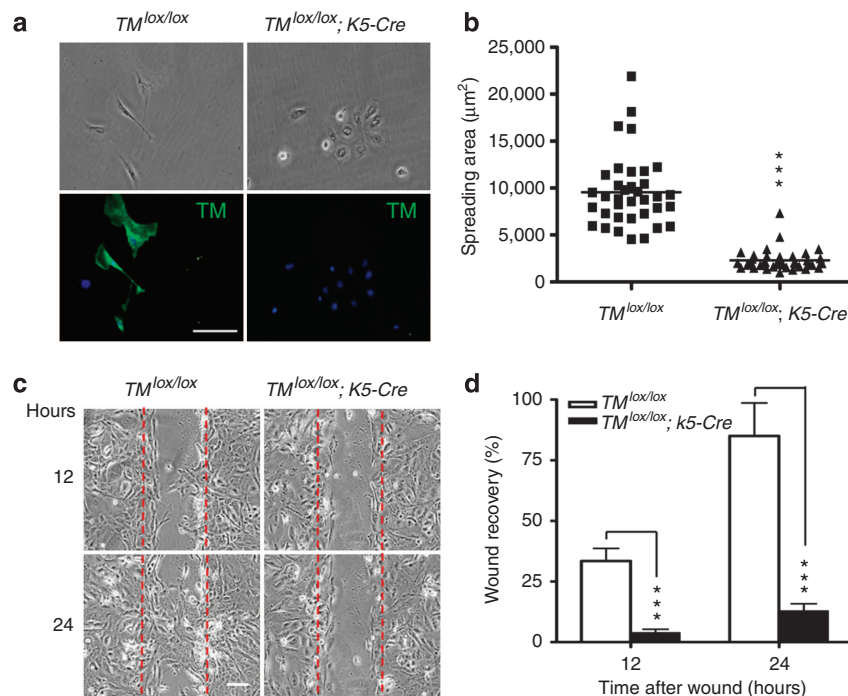 a
TM^lox/lox
TM^lox/lox; K5-Cre
TM
TM
b
25,000
20,000
15,000
10,000
5,000
0
Spreading area (µm²)
***
TM^lox/lox
TM^lox/lox; K5-Cre
c
TM^lox/lox
TM^lox/lox; K5-Cre
Hours
12
24
d
100
75
50
25
0
Wound recovery (%)
TM^lox/lox
TM^lox/lox; k5-Cre
***
***
12
24
Time after wound (hours)